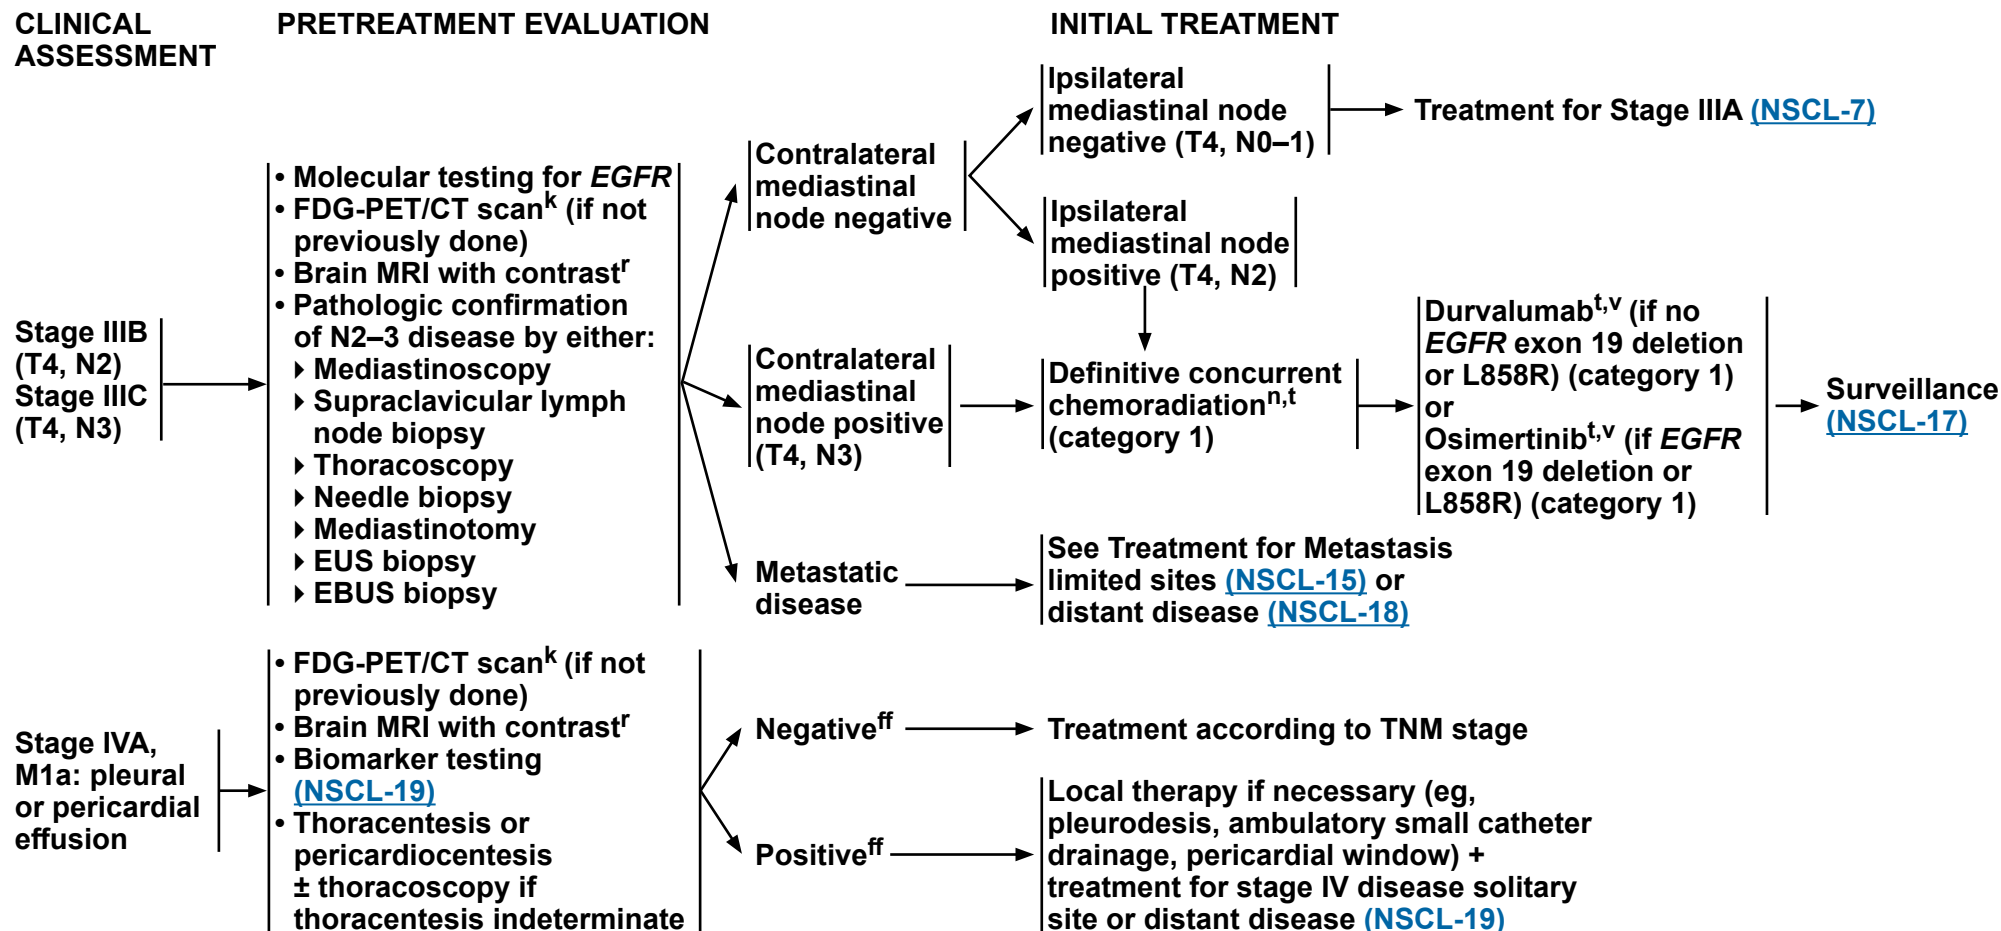 CLINICAL
ASSESSMENT
PRETREATMENT EVALUATION
INITIAL TREATMENT
Stage IIIB
(T4, N2)
Stage IIIC
(T4, N3)
• Molecular testing for EGFR
• FDG-PET/CT scank (if not
previously done)
• Brain MRI with contrastr
• Pathologic confirmation
of N2–3 disease by either:
▸ Mediastinoscopy
▸ Supraclavicular lymph
node biopsy
▸ Thoracoscopy
▸ Needle biopsy
▸ Mediastinotomy
▸ EUS biopsy
▸ EBUS biopsy
Contralateral
mediastinal
node negative
Ipsilateral
mediastinal node
negative (T4, N0–1)
Treatment for Stage IIIA (NSCL-7)
Ipsilateral
mediastinal node
positive (T4, N2)
Contralateral
mediastinal
node positive
(T4, N3)
Definitive concurrent
chemoradiationn,t
(category 1)
Durvalumabt,v (if no
EGFR exon 19 deletion
or L858R) (category 1)
or
Osimertinibt,v (if EGFR
exon 19 deletion or
L858R) (category 1)
Surveillance
(NSCL-17)
Metastatic
disease
See Treatment for Metastasis
limited sites (NSCL-15) or
distant disease (NSCL-18)
Stage IVA,
M1a: pleural
or pericardial
effusion
• FDG-PET/CT scank (if not
previously done)
• Brain MRI with contrastr
• Biomarker testing
(NSCL-19)
• Thoracentesis or
pericardiocentesis
± thoracoscopy if
thoracentesis indeterminate
Negativeff
Treatment according to TNM stage
Positiveff
Local therapy if necessary (eg,
pleurodesis, ambulatory small catheter
drainage, pericardial window) +
treatment for stage IV disease solitary
site or distant disease (NSCL-19)